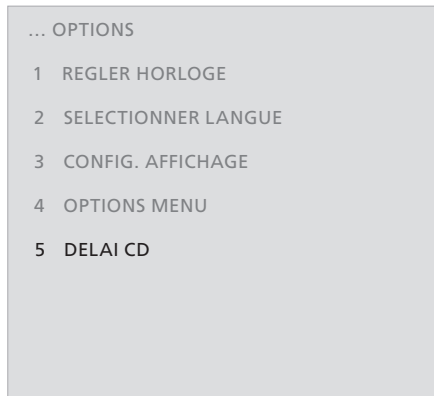 ... OPTIONS
1 REGLER HORLOGE
2 SELECTIONNER LANGUE
3 CONFIG. AFFICHAGE
4 OPTIONS MENU
5 DELAI CD